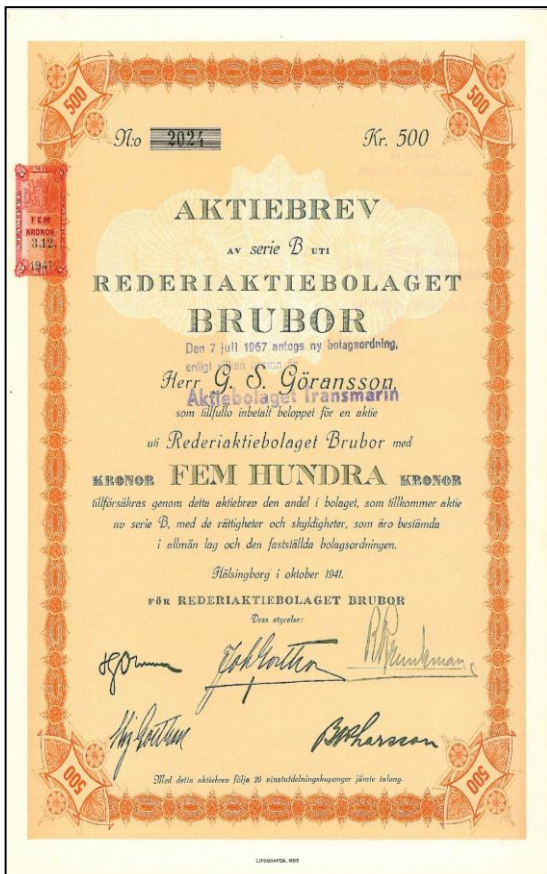 500
500
N:o 2024
Kr. 500
FEM
KRONOR
3.12.
1941
AKTIEBREV
AV serie B UTI
REDERIAKTIEBOLAGET
BRUBOR
Den 7 juli 1967 antogs ny bolagsordning,
enligt vilken
Herr G. S. Göransson,
Aktiebolaget Transmarin
som tillfullo inbetalt beloppet för en aktie
uti Rederiaktiebolaget Brubor med
KRONOR FEM HUNDRA KRONOR
tillförsäkras genom detta aktiebrev den andel i bolaget, som tillkommer aktie
av serie B, med de rättigheter och skyldigheter, som äro bestämda
i allmän lag och den fastställda bolagsordningen.
Hälsingborg i oktober 1941.
FÖR REDERIAKTIEBOLAGET BRUBOR
Dess styrelse:
Med detta aktiebrev följa 20 vinstutdelningskuponger jämte talong.
500
500